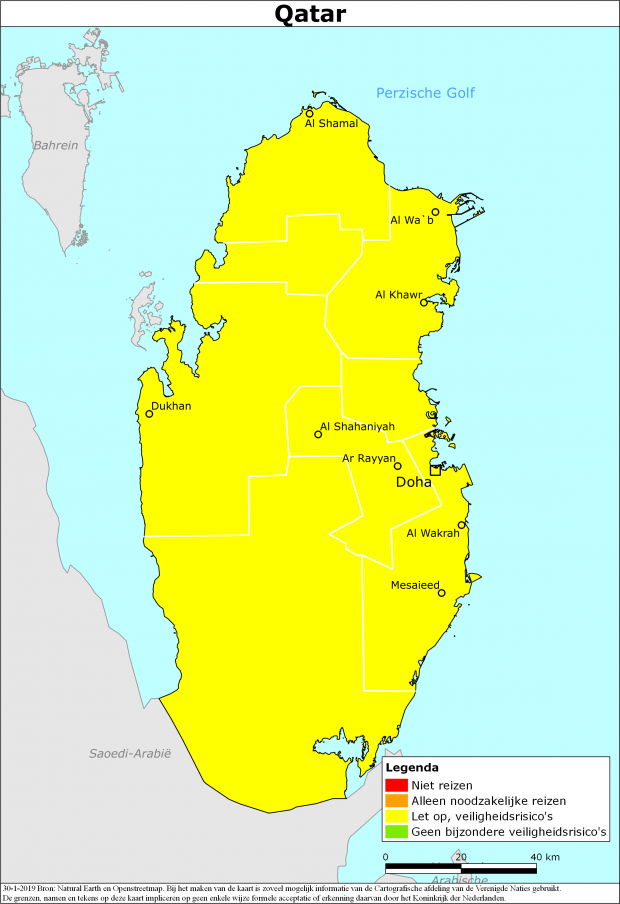 Qatar
Perzische Golf
Al Shamal
Bahrein
Al Wa`b
Al Khawr
Dukhan
Al Shahaniyah
Ar Rayyan
Doha
Al Wakrah
Mesaieed
Saoedi-Arabië
Legenda
Niet reizen
Alleen noodzakelijke reizen
Let op, veiligheidsrisico's
Geen bijzondere veiligheidsrisico's
0 20 40 km
Arabische
30-1-2019 Bron: Natural Earth en Openstreetmap. Bij het maken van de kaart is zoveel mogelijk informatie van de Cartografische afdeling van de Verenigde Naties gebruikt.
De grenzen, namen en tekens op deze kaart impliceren op geen enkele wijze formele acceptatie of erkenning daarvan door het Koninkrijk der Nederlanden.